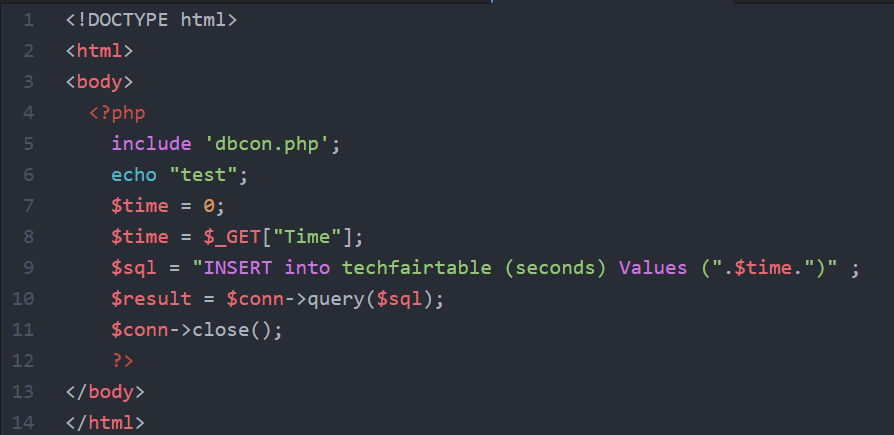 1 <!DOCTYPE html>
2 <html>
3 <body>
4 <?php
5 include 'dbcon.php';
6 echo "test";
7 $time = 0;
8 $time = $_GET["Time"];
9 $sql = "INSERT into techfairtable (seconds) Values (".$time.")" ;
10 $result = $conn->query($sql);
11 $conn->close();
12 ?>
13 </body>
14 </html>